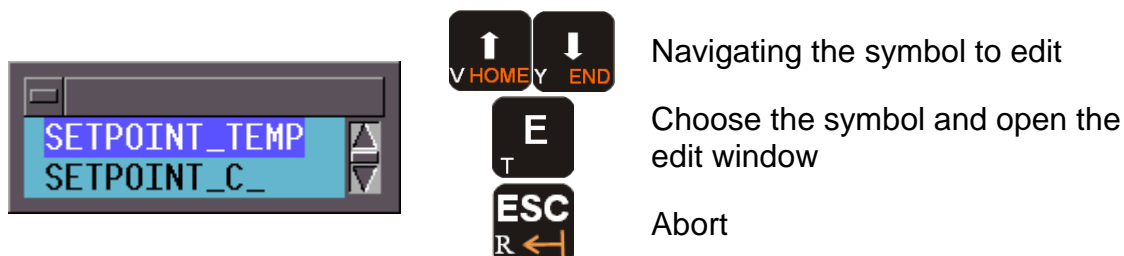 SETPOINT_TEMP
SETPOINT_C_
V HOME Y END
Navigating the symbol to edit
E
T
Choose the symbol and open the
edit window
ESC
R
Abort